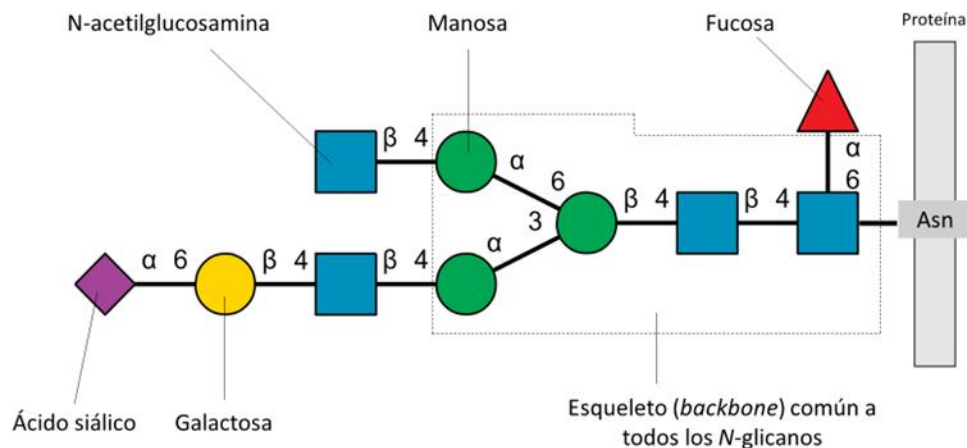 N-acetilglucosamina
Manosa
Fucosa
Proteína
β 4
α
6
α
6
3
β 4
β 4
Asn
α 6
β 4
β 4
α
Ácido siálico
Galactosa
Esqueleto (backbone) común a
todos los N-glicanos